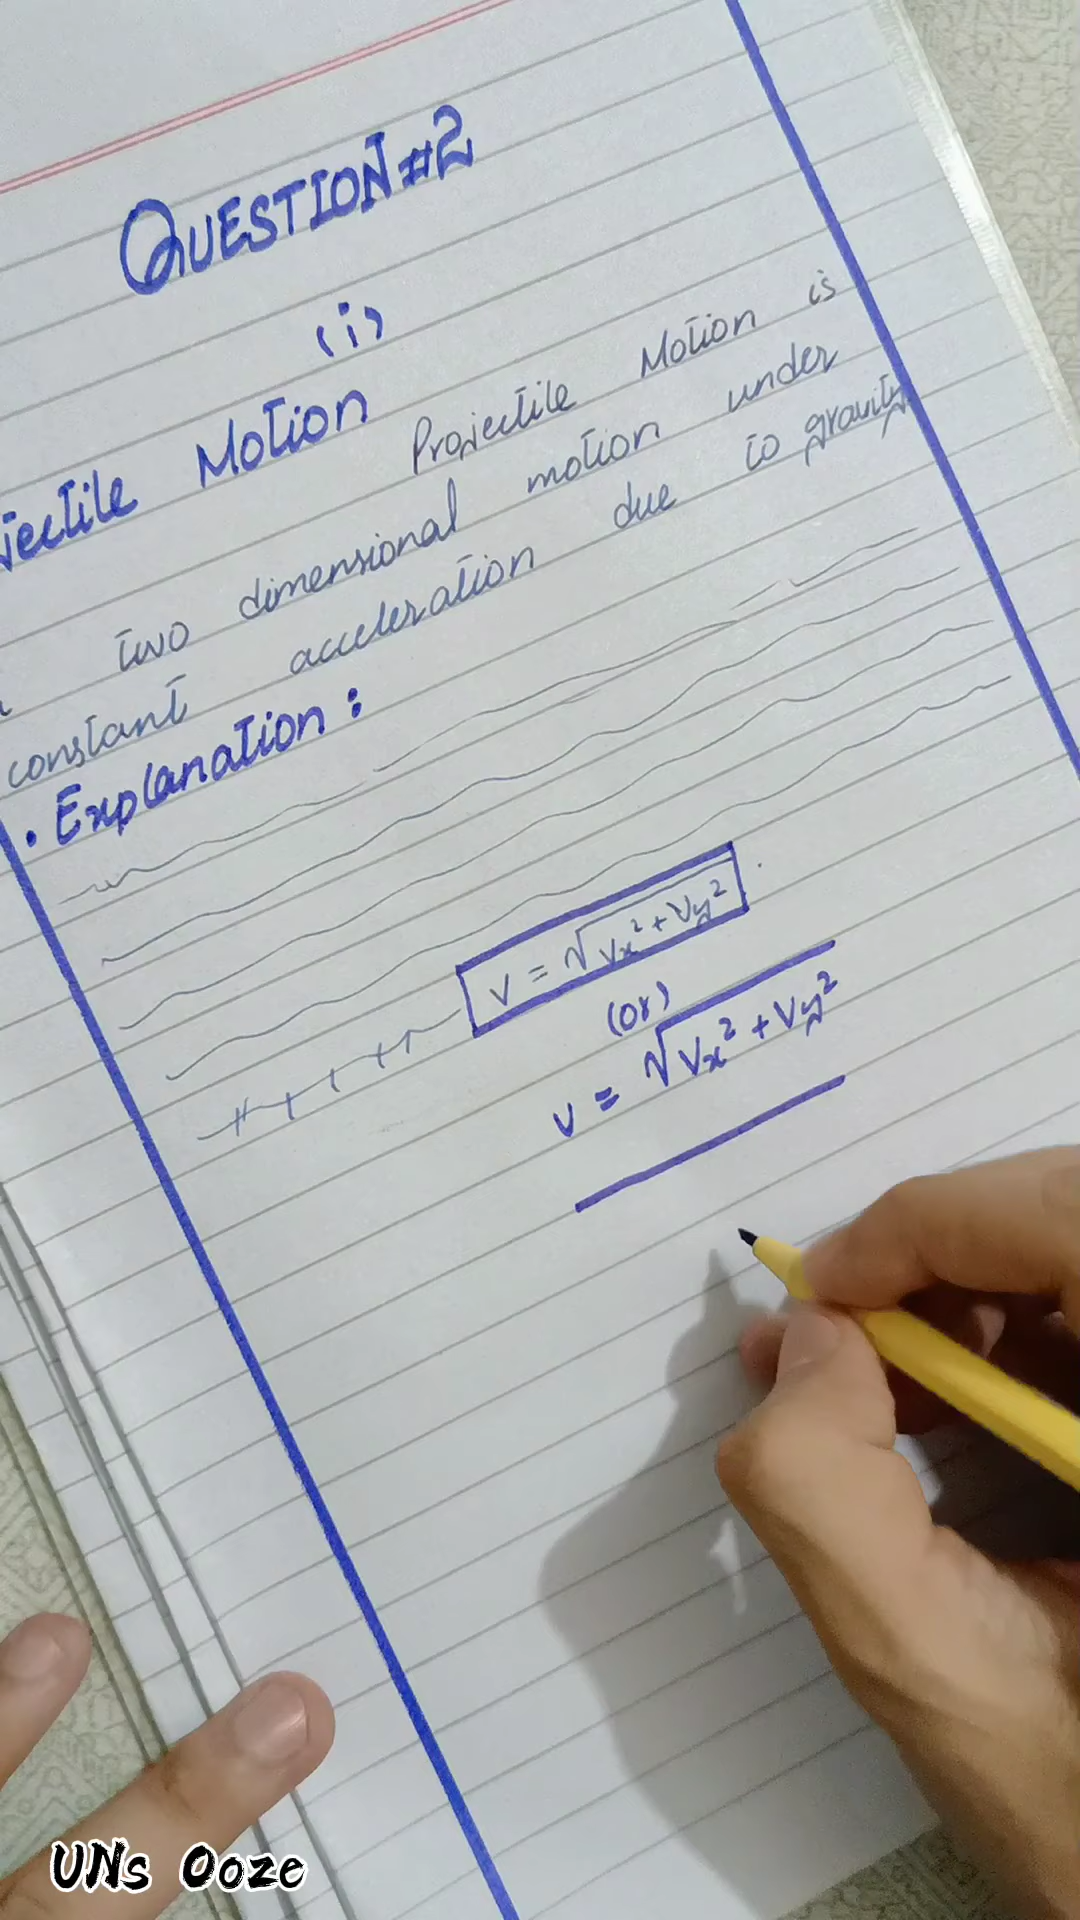 QUESTION#2
(i)
jectile Motion
Projectile Motion is
two dimensional motion under
constant acceleration due to gravity.
• Explanation :
v = √Vx² + Vy²
(or)
v = √Vx² + Vy²
UNs Ooze